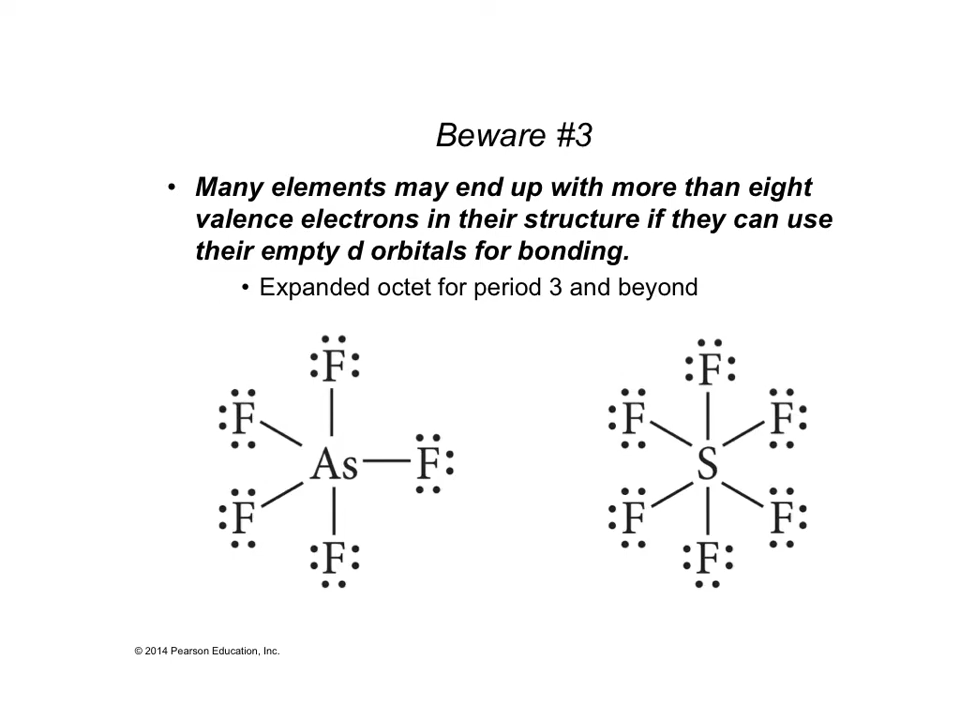 Beware #3
• Many elements may end up with more than eight
valence electrons in their structure if they can use
their empty d orbitals for bonding.
• Expanded octet for period 3 and beyond
F F
F F F
As F S
F F F
F F
© 2014 Pearson Education, Inc.